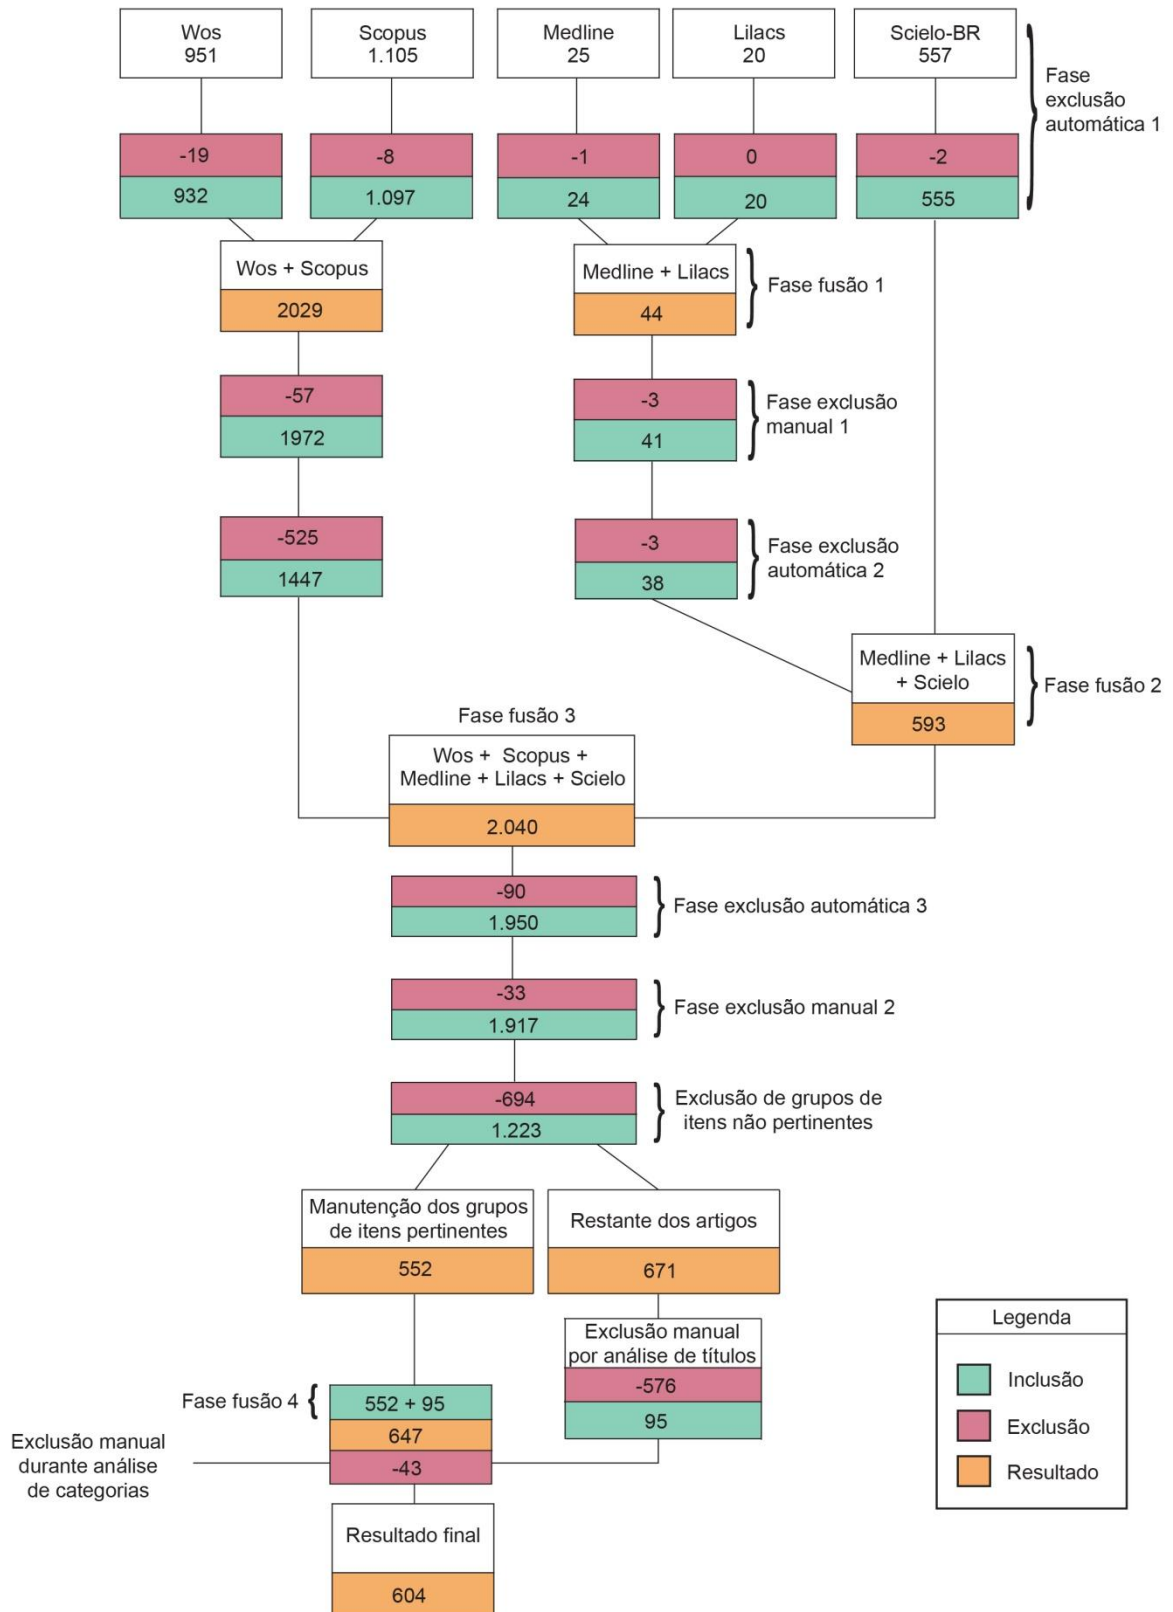 Wos
951
Scopus
1.105
Medline
25
Lilacs
20
Scielo-BR
557
Fase
exclusão
automática 1
-19
932
-8
1.097
-1
24
0
20
-2
555
Wos + Scopus
2029
Medline + Lilacs
44
Fase fusão 1
-57
1972
-3
41
Fase exclusão
manual 1
-525
1447
-3
38
Fase exclusão
automática 2
Medline + Lilacs
+ Scielo
593
Fase fusão 2
Fase fusão 3
Wos + Scopus +
Medline + Lilacs + Scielo
2.040
-90
1.950
Fase exclusão automática 3
-33
1.917
Fase exclusão manual 2
-694
1.223
Exclusão de grupos de
itens não pertinentes
Manutenção dos grupos
de itens pertinentes
552
Restante dos artigos
671
Exclusão manual
por análise de títulos
-576
95
Fase fusão 4
552 + 95
647
-43
Exclusão manual
durante análise
de categorias
Resultado final
604
Legenda
Inclusão
Exclusão
Resultado